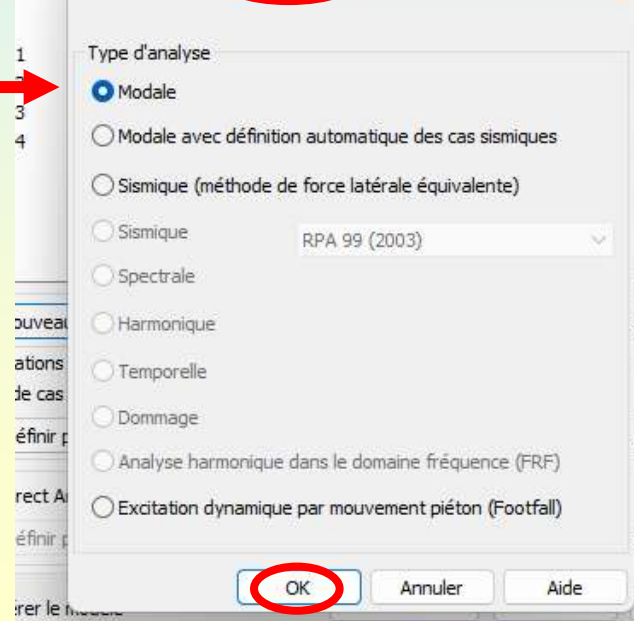 1
Type d'analyse
Modale
3
4
Modale avec définition automatique des cas sismiques
Sismique (méthode de force latérale équivalente)
Sismique
RPA 99 (2003)
Spectrale
Harmonique
Temporelle
Dommage
Analyse harmonique dans le domaine fréquence (FRF)
Excitation dynamique par mouvement piéton (Footfall)
ouveau
ations
de cas
éfinir p
rect A
éfinir p
OK Annuler Aide